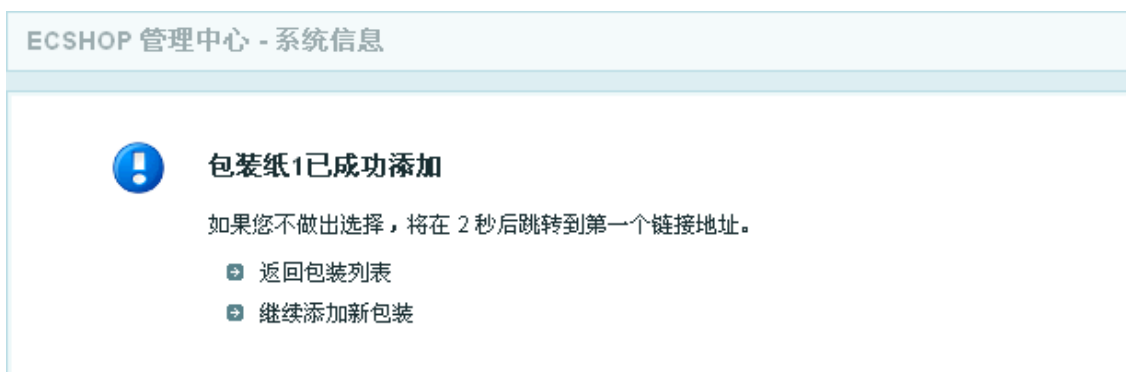 ECSHOP 管理中心 - 系统信息
包装纸1已成功添加
如果您不做出选择，将在 2 秒后跳转到第一个链接地址。
返回包装列表
继续添加新包装